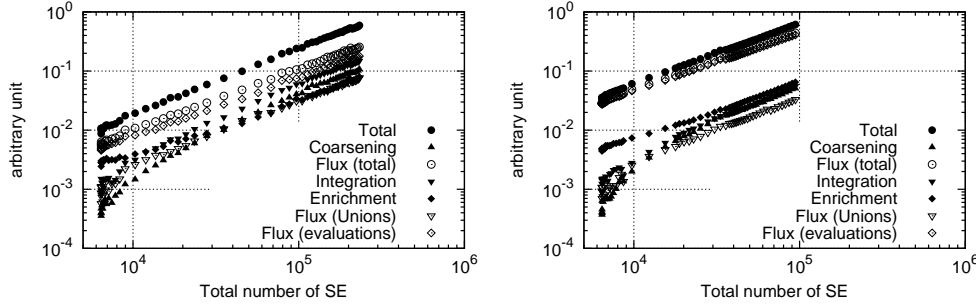 10^0
10^-1
10^-2
10^-3
10^-4
arbitrary unit
Total
Coarsening
Flux (total)
Integration
Enrichment
Flux (Unions)
Flux (evaluations)
10^4
10^5
10^6
Total number of SE
10^0
10^-1
10^-2
10^-3
10^-4
arbitrary unit
Total
Coarsening
Flux (total)
Integration
Enrichment
Flux (Unions)
Flux (evaluations)
10^4
10^5
10^6
Total number of SE